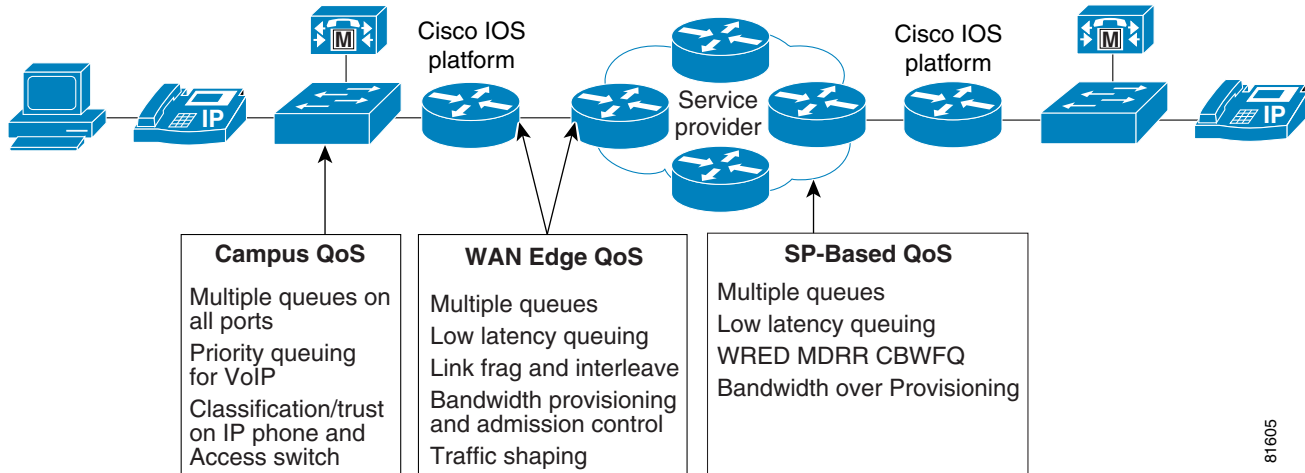 M
Cisco IOS
platform
Cisco IOS
platform
M
IP
Service
provider
IP
Campus QoS
Multiple queues on
all ports
Priority queuing
for VoIP
Classification/trust
on IP phone and
Access switch
WAN Edge QoS
Multiple queues
Low latency queuing
Link frag and interleave
Bandwidth provisioning
and admission control
Traffic shaping
SP-Based QoS
Multiple queues
Low latency queuing
WRED MDRR CBWFQ
Bandwidth over Provisioning
81605